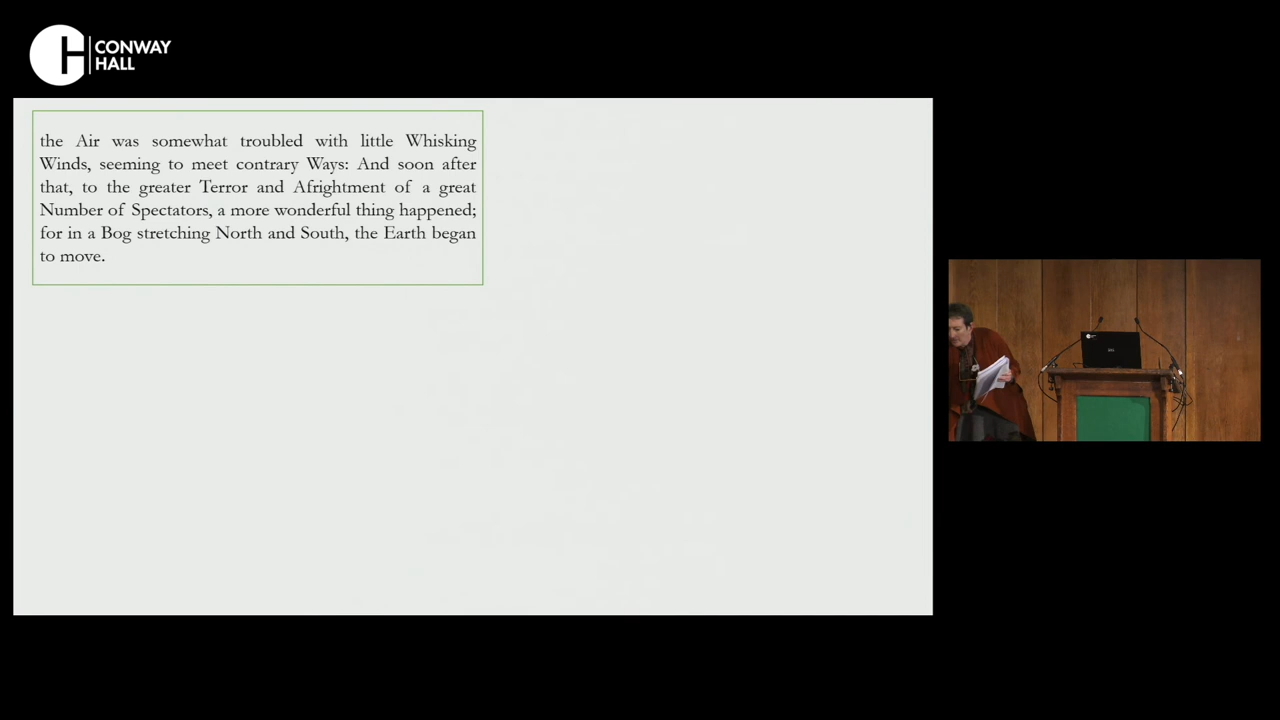 CONWAY
HALL
the Air was somewhat troubled with little Whisking
Winds, seeming to meet contrary Ways: And soon after
that, to the greater Terror and Afrightment of a great
Number of Spectators, a more wonderful thing happened;
for in a Bog stretching North and South, the Earth began
to move.